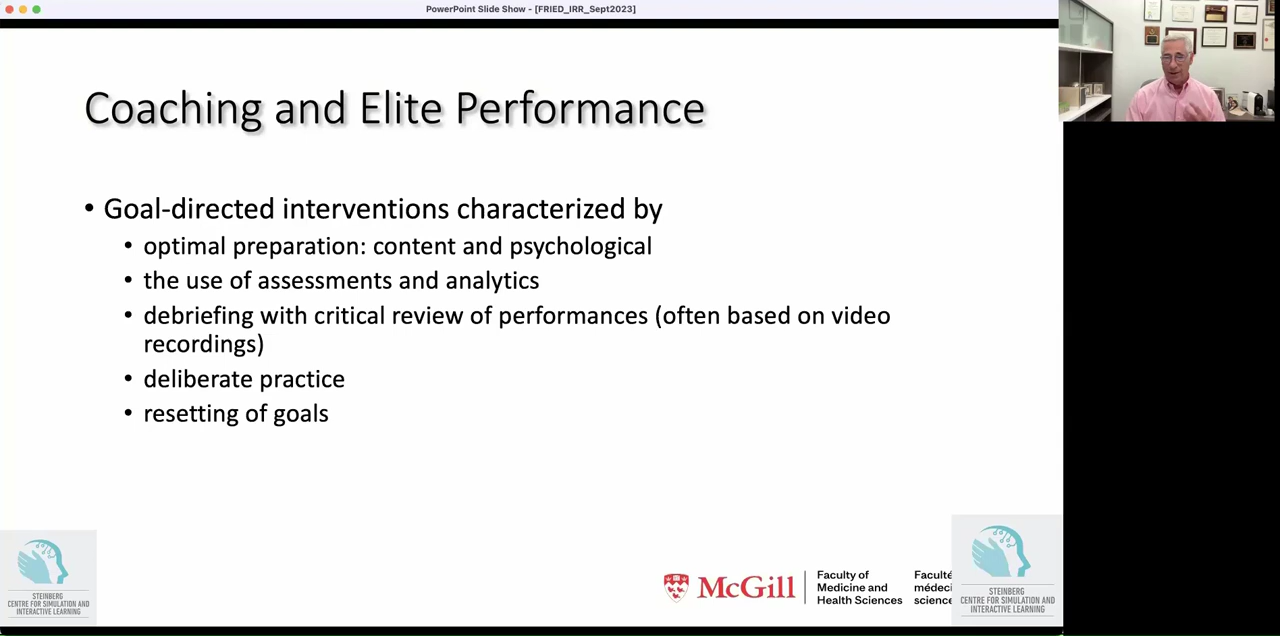 PowerPoint Slide Show - [FRIED_IRR_Sept2023]
Coaching and Elite Performance
• Goal-directed interventions characterized by
• optimal preparation: content and psychological
• the use of assessments and analytics
• debriefing with critical review of performances (often based on video
recordings)
• deliberate practice
• resetting of goals
STEINBERG
CENTRE FOR SIMULATION AND
INTERACTIVE LEARNING
McGill
Faculty of
Medicine and
Health Sciences
Faculté
médeci
science
STEINBERG
CENTRE FOR SIMULATION AND
INTERACTIVE LEARNING